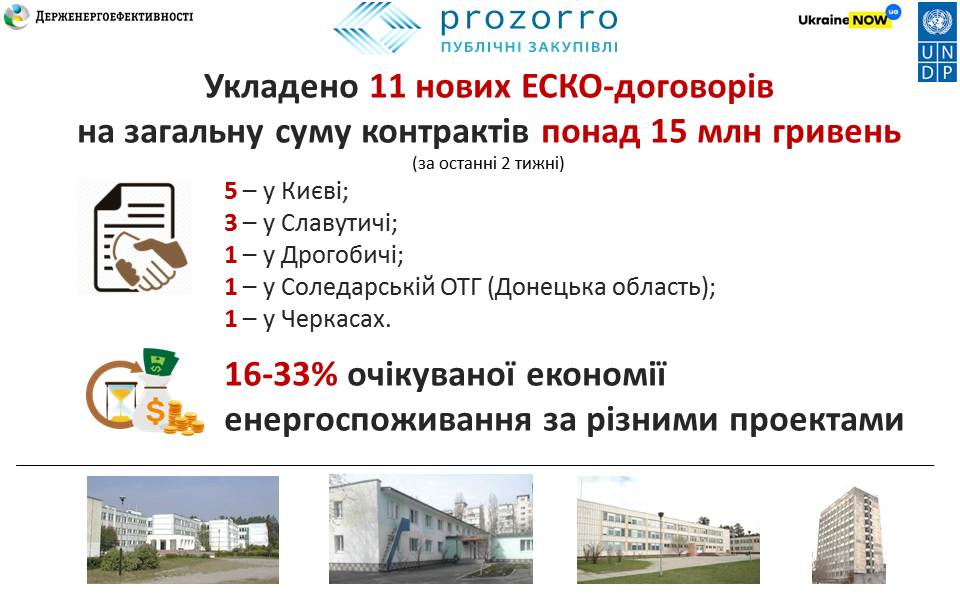 ДЕРЖЕНЕРГОЕФЕКТИВНОСТІ
prozorro
ПУБЛІЧНІ ЗАКУПІВЛІ
Ukraine NOW ua
UN
DP
Укладено 11 нових ЕСКО-договорів
на загальну суму контрактів понад 15 млн гривень
(за останні 2 тижні)
5 – у Києві;
3 – у Славутичі;
1 – у Дрогобичі;
1 – у Соледарській ОТГ (Донецька область);
1 – у Черкасах.
16-33% очікуваної економії
енергоспоживання за різними проектами